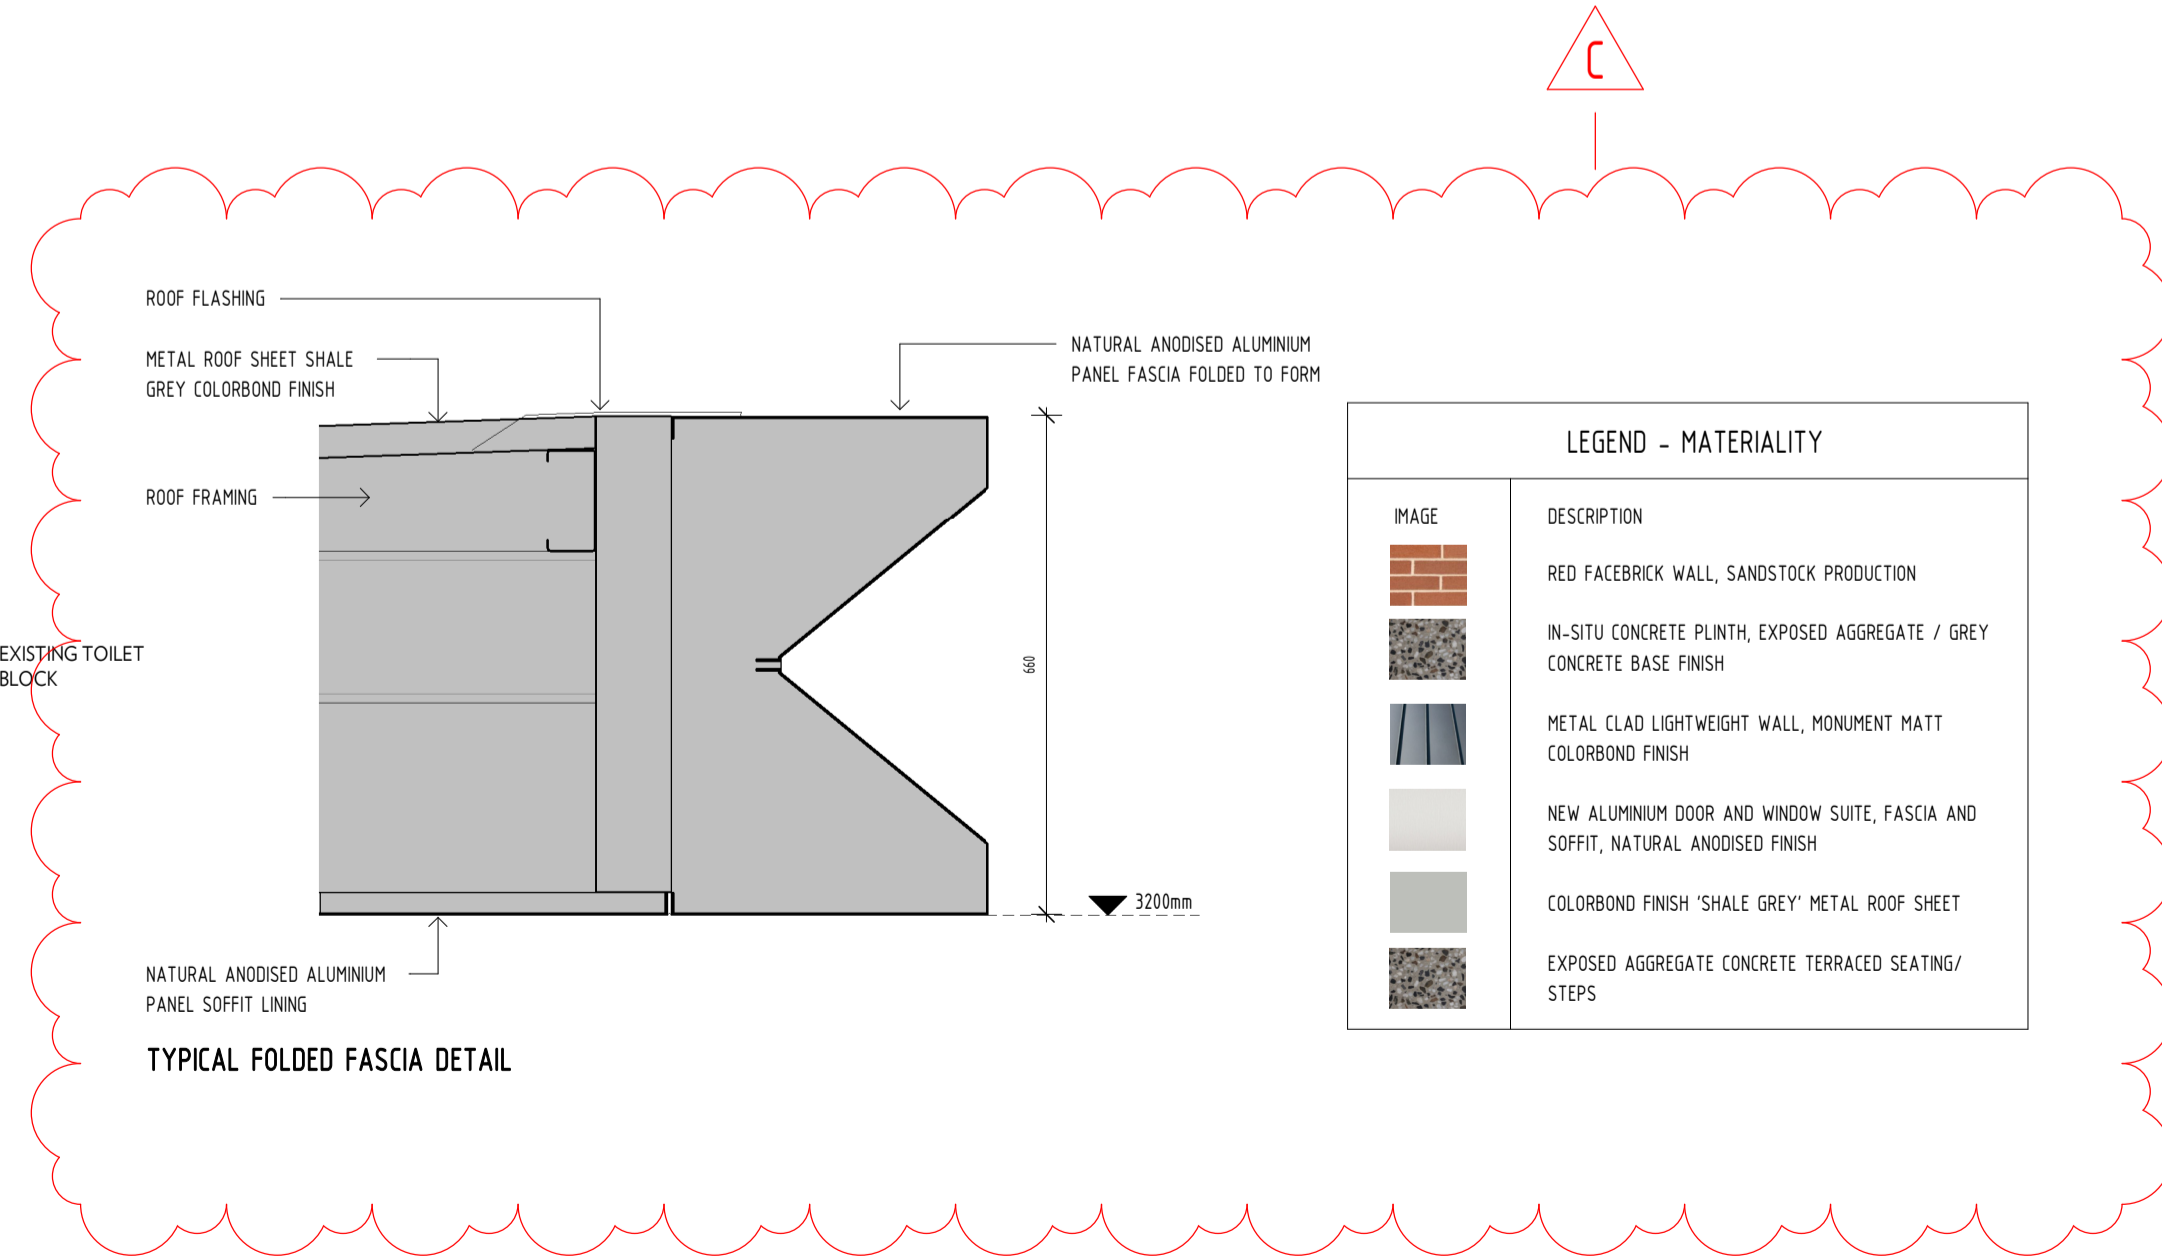 C
ROOF FLASHING
METAL ROOF SHEET SHALE
GREY COLORBOND FINISH
ROOF FRAMING
EXISTING TOILET
BLOCK
NATURAL ANODISED ALUMINIUM
PANEL FASCIA FOLDED TO FORM
660
3200mm
NATURAL ANODISED ALUMINIUM
PANEL SOFFIT LINING
TYPICAL FOLDED FASCIA DETAIL
LEGEND - MATERIALITY
IMAGE
DESCRIPTION
RED FACEBRICK WALL, SANDSTOCK PRODUCTION
IN-SITU CONCRETE PLINTH, EXPOSED AGGREGATE / GREY
CONCRETE BASE FINISH
METAL CLAD LIGHTWEIGHT WALL, MONUMENT MATT
COLORBOND FINISH
NEW ALUMINIUM DOOR AND WINDOW SUITE, FASCIA AND
SOFFIT, NATURAL ANODISED FINISH
COLORBOND FINISH 'SHALE GREY' METAL ROOF SHEET
EXPOSED AGGREGATE CONCRETE TERRACED SEATING/
STEPS